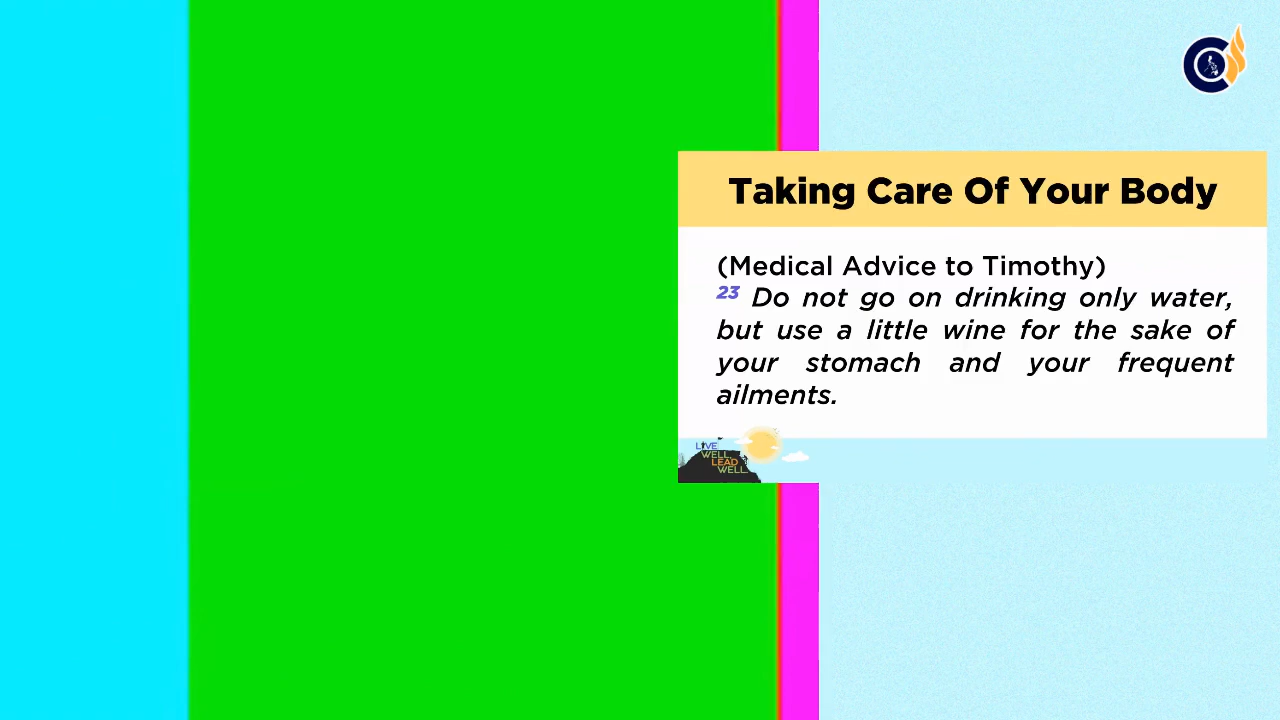 Taking Care Of Your Body
(Medical Advice to Timothy)
23 Do not go on drinking only water,
but use a little wine for the sake of
your stomach and your frequent
ailments.
LIVE
WELL,
LEAD
WELL.